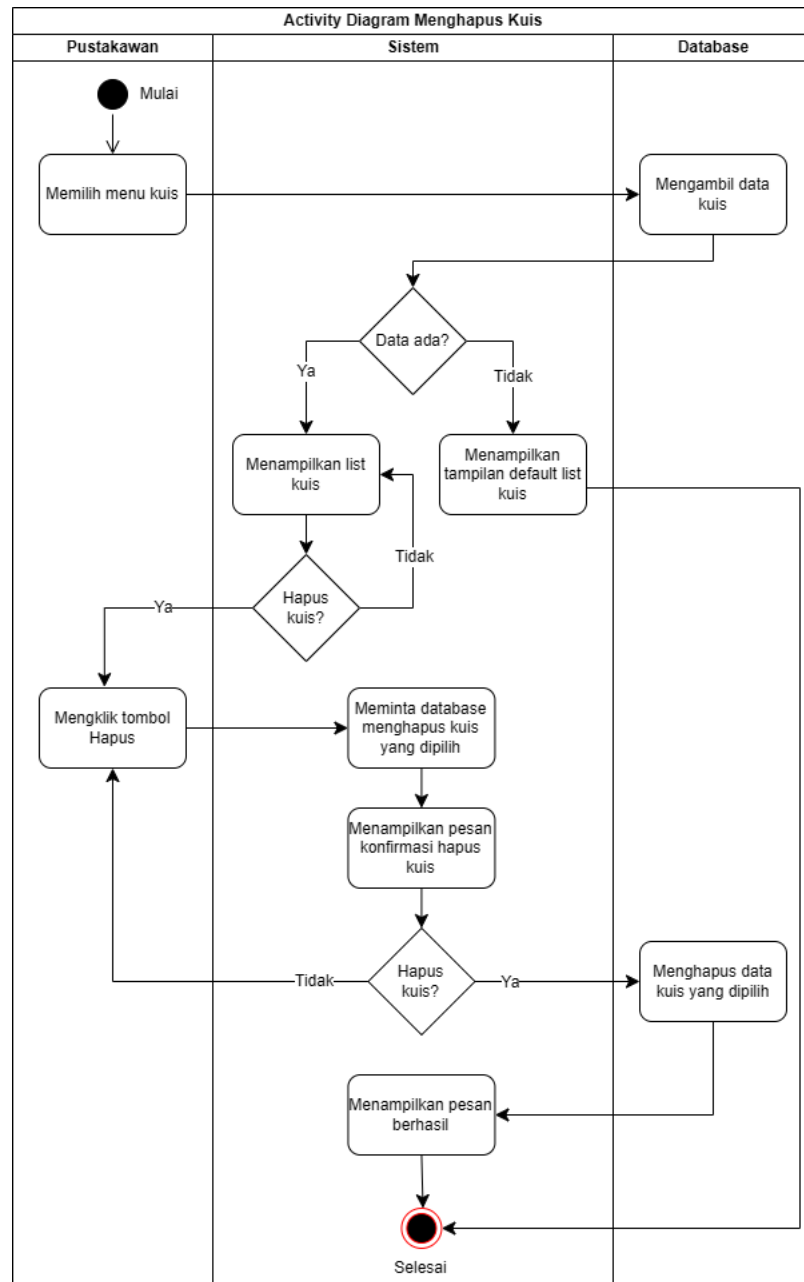 Activity Diagram Menghapus Kuis
Pustakawan
Sistem
Database
Mulai
Memilih menu kuis
Mengambil data
kuis
Data ada?
Ya
Tidak
Menampilkan list
kuis
Menampilkan
tampilan default list
kuis
Tidak
Hapus
kuis?
Ya
Mengklik tombol
Hapus
Meminta database
menghapus kuis
yang dipilih
Menampilkan pesan
konfirmasi hapus
kuis
Hapus
kuis?
Tidak
Ya
Menghapus data
kuis yang dipilih
Menampilkan pesan
berhasil
Selesai